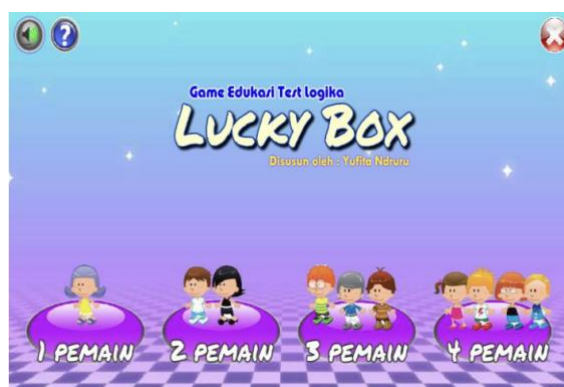 ?
Game Edukasi Test Logika
LUCKY BOX
Disusun oleh : Yufita Ndruru
1 PEMAIN
2 PEMAIN
3 PEMAIN
4 PEMAIN